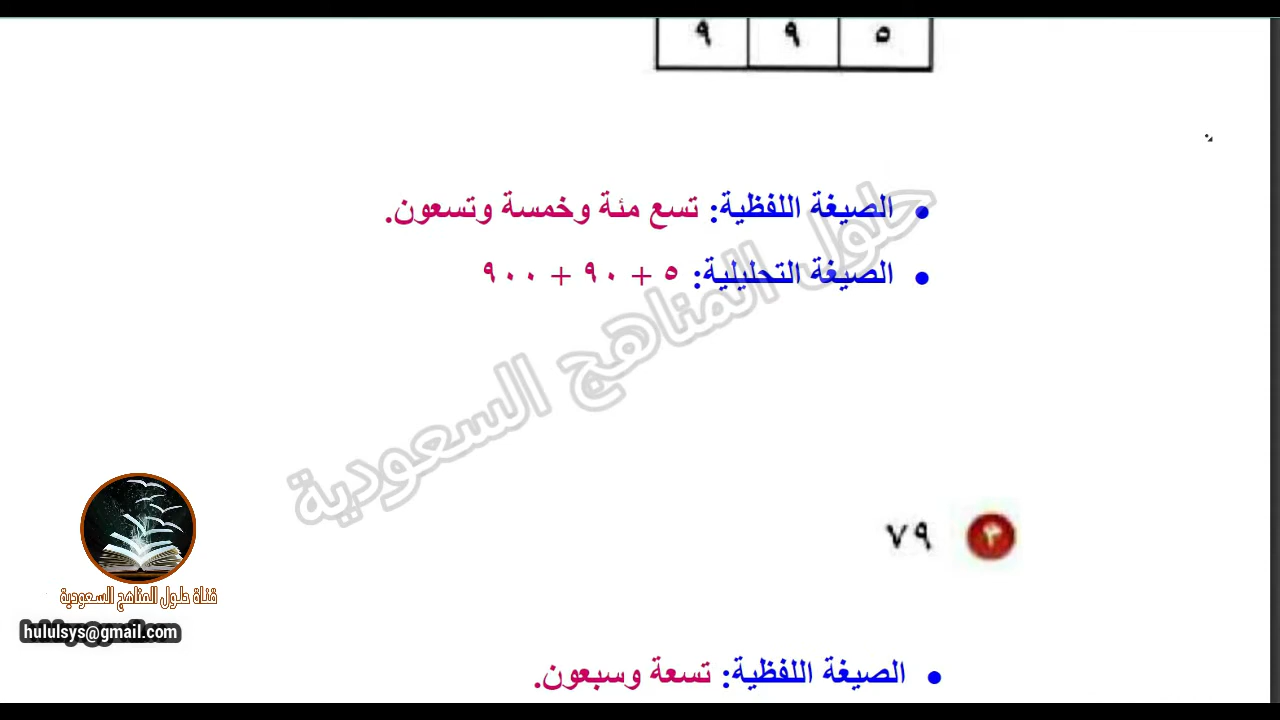 ٩ ٩ ٥
• الصيغة اللفظية: تسع مئة وخمسة وتسعون.
• الصيغة التحليلية: ٥ + ٩٠ + ٩٠٠
حلول المناهج السعودية
٣ ٧٩
قناة حلول المناهج السعودية
hululsys@gmail.com
• الصيغة اللفظية: تسعة وسبعون.